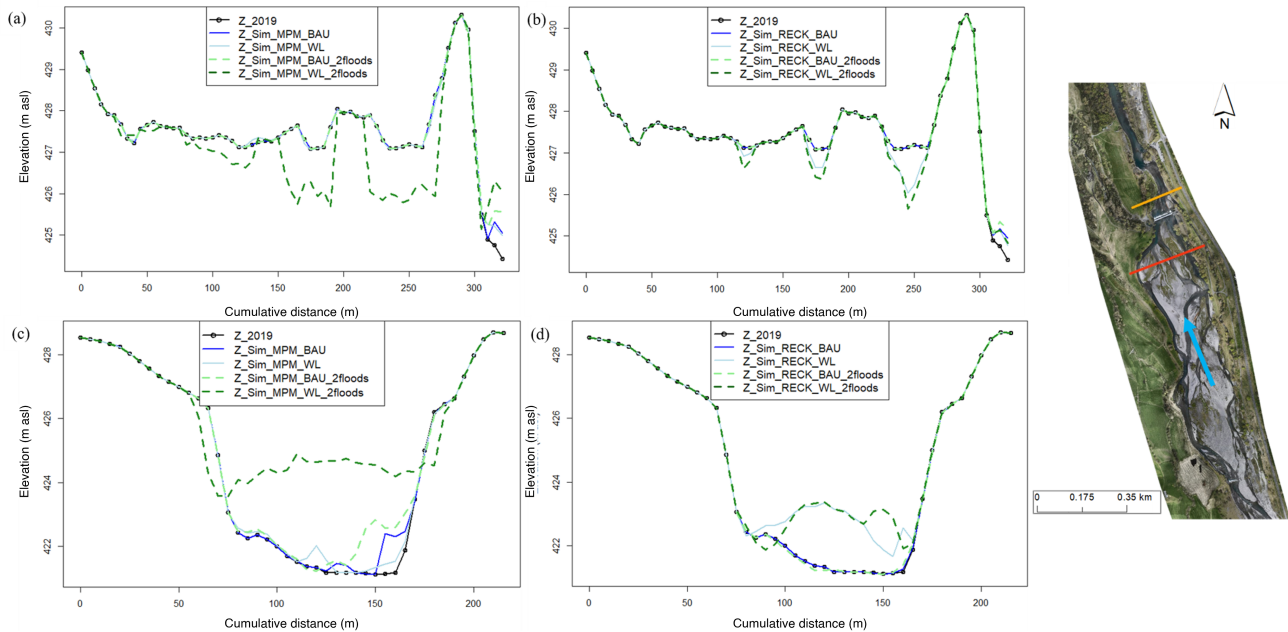 (a)
Z_2019
Z_Sim_MPM_BAU
Z_Sim_MPM_WL
Z_Sim_MPM_BAU_2floods
Z_Sim_MPM_WL_2floods
Elevation (m asl)
430
429
428
427
426
425
0 50 100 150 200 250 300
Cumulative distance (m)
(b)
Z_2019
Z_Sim_RECK_BAU
Z_Sim_RECK_WL
Z_Sim_RECK_BAU_2floods
Z_Sim_RECK_WL_2floods
Elevation (m asl)
430
429
428
427
426
425
0 50 100 150 200 250 300
Cumulative distance (m)
(c)
Z_2019
Z_Sim_MPM_BAU
Z_Sim_MPM_WL
Z_Sim_MPM_BAU_2floods
Z_Sim_MPM_WL_2floods
Elevation (m asl)
428
426
424
422
0 50 100 150 200
Cumulative distance (m)
(d)
Z_2019
Z_Sim_RECK_BAU
Z_Sim_RECK_WL
Z_Sim_RECK_BAU_2floods
Z_Sim_RECK_WL_2floods
Elevation (m asl)
428
426
424
422
0 50 100 150 200
Cumulative distance (m)
N
0 0.175 0.35 km